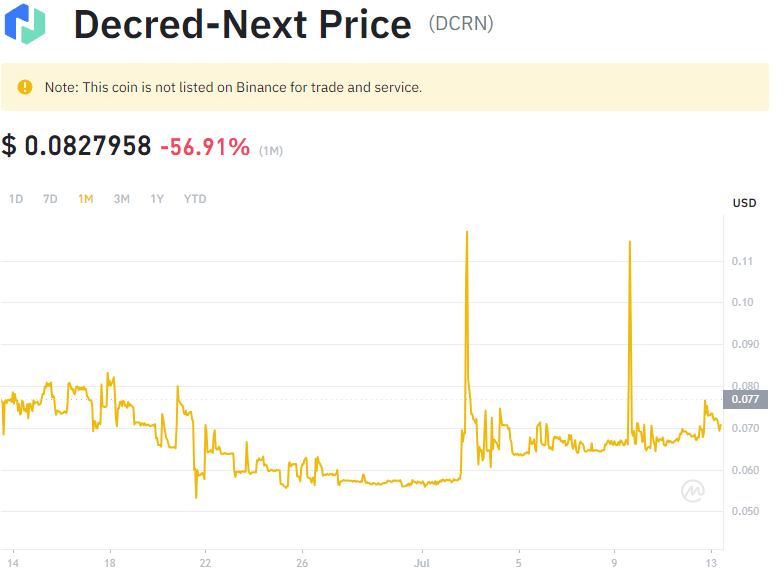 Decred-Next Price (DCRN)
Note: This coin is not listed on Binance for trade and service.
$ 0.0827958 -56.91% (1M)
1D 7D 1M 3M 1Y YTD
USD
0.11
0.10
0.090
0.080
0.077
0.070
0.060
0.050
14 18 22 26 Jul 5 9 13